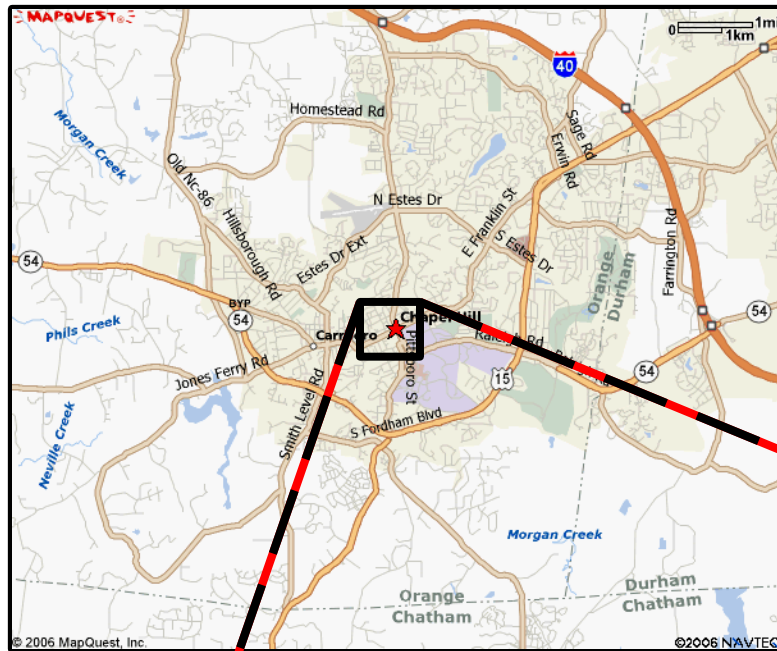 MAPQUEST
0 1mi
1km
40
Homestead Rd
Sage Rd
Erwin Rd
Morgan Creek
Old Nc-86
N Estes Dr
E Franklin St
Hillsborough Rd
Estes Dr Ext
S Estes Dr
Farrington Rd
Orange
Durham
54
BYP
54
Chapel Hill
Phils Creek
Raleigh Rd
Pittsboro St
Jones Ferry Rd
15
54
Smith Level Rd
S Fordham Blvd
Neville Creek
Morgan Creek
Orange
Chatham
Durham
Chatham
© 2006 MapQuest, Inc.
©2006 NAVTEQ